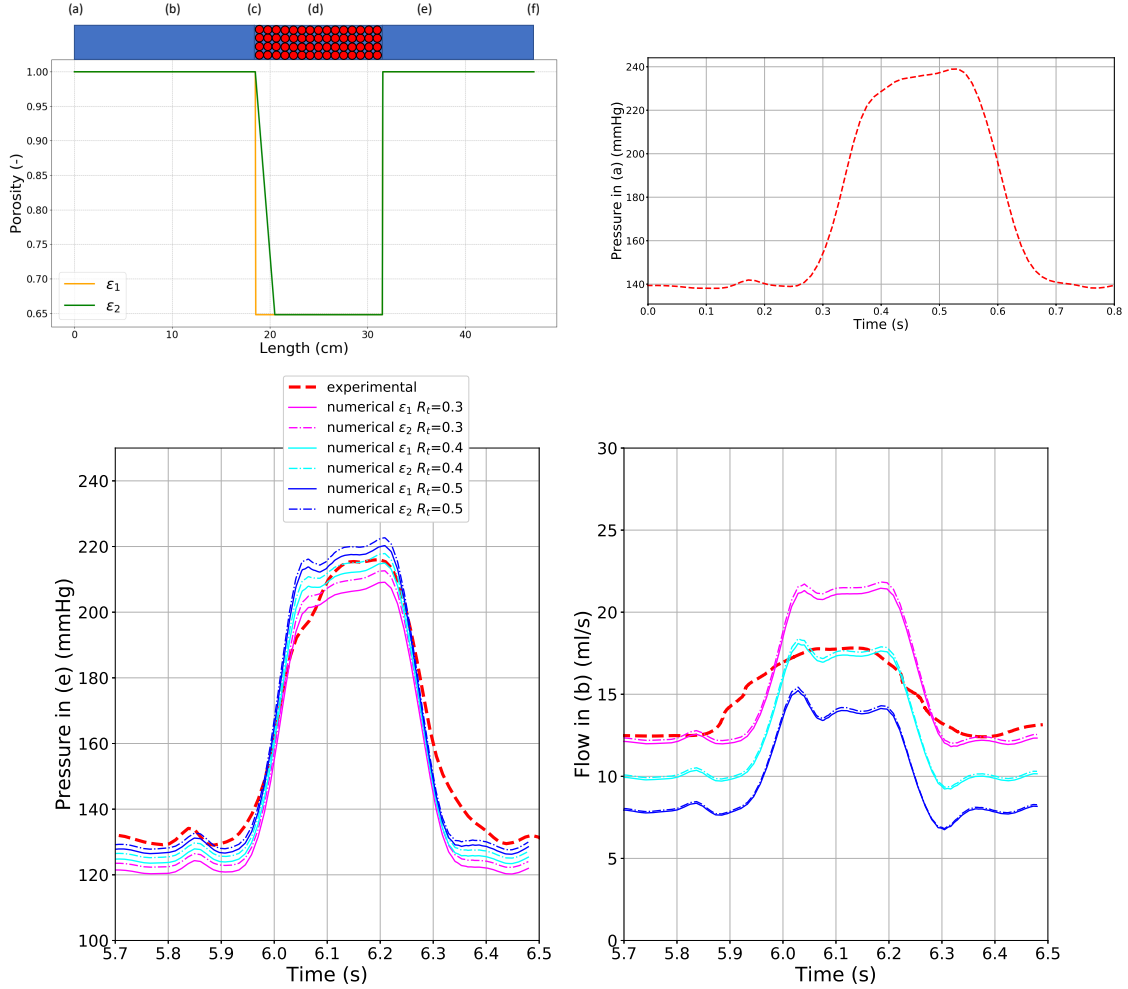 (a) (b) (c) (d) (e) (f)
1.00
0.95
0.90
0.85
0.80
0.75
0.70
0.65
Porosity (-)
ε1
ε2
0 10 20 30 40
Length (cm)
240
220
200
180
160
140
Pressure in (a) (mmHg)
0.0 0.1 0.2 0.3 0.4 0.5 0.6 0.7 0.8
Time (s)
experimental
numerical ε1 Rt=0.3
numerical ε2 Rt=0.3
numerical ε1 Rt=0.4
numerical ε2 Rt=0.4
numerical ε1 Rt=0.5
numerical ε2 Rt=0.5
240
220
200
180
160
140
120
100
Pressure in (e) (mmHg)
5.7 5.8 5.9 6.0 6.1 6.2 6.3 6.4 6.5
Time (s)
30
25
20
15
10
5
0
Flow in (b) (ml/s)
5.7 5.8 5.9 6.0 6.1 6.2 6.3 6.4 6.5
Time (s)